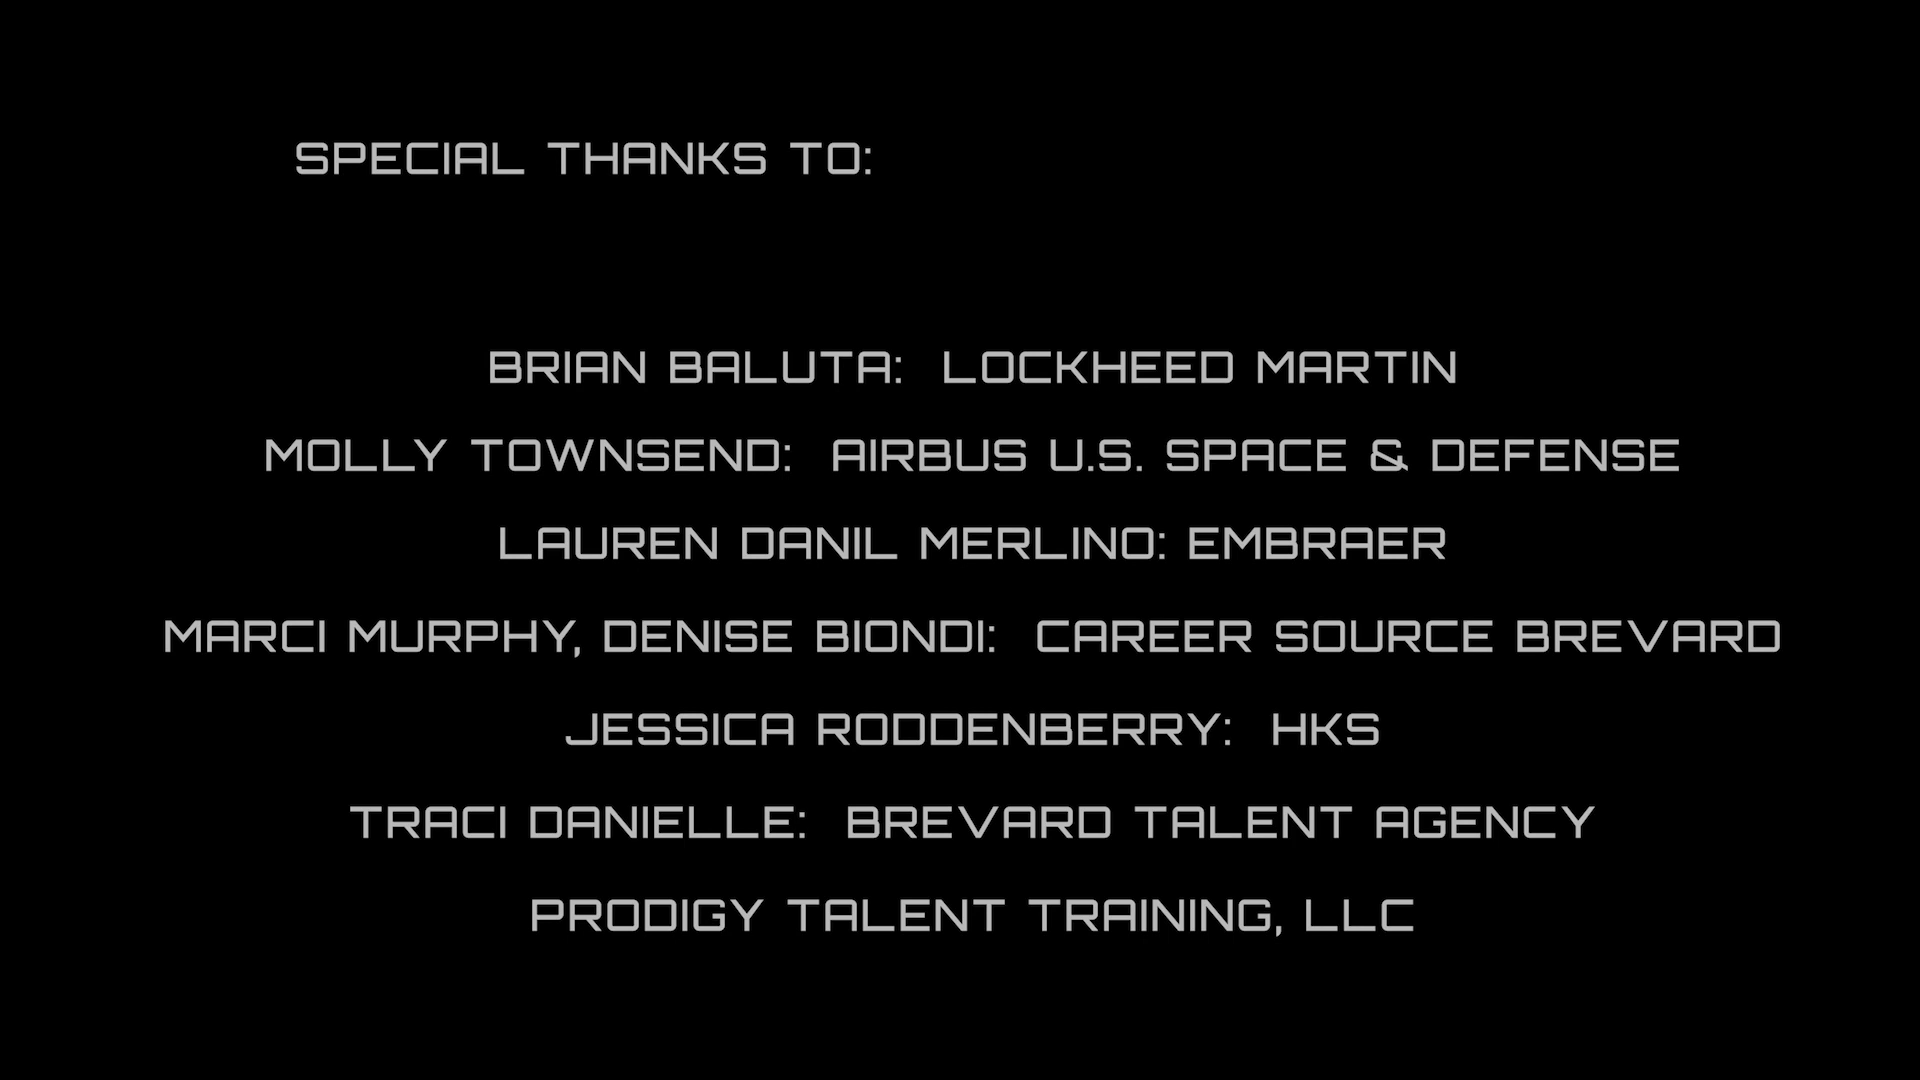 SPECIAL THANKS TO:
BRIAN BALUTA:  LOCKHEED MARTIN
MOLLY TOWNSEND:  AIRBUS U.S. SPACE & DEFENSE
LAUREN DANIL MERLINO: EMBRAER
MARCI MURPHY, DENISE BIONDI:  CAREER SOURCE BREVARD
JESSICA RODDENBERRY:  HKS
TRACI DANIELLE:  BREVARD TALENT AGENCY
PRODIGY TALENT TRAINING, LLC